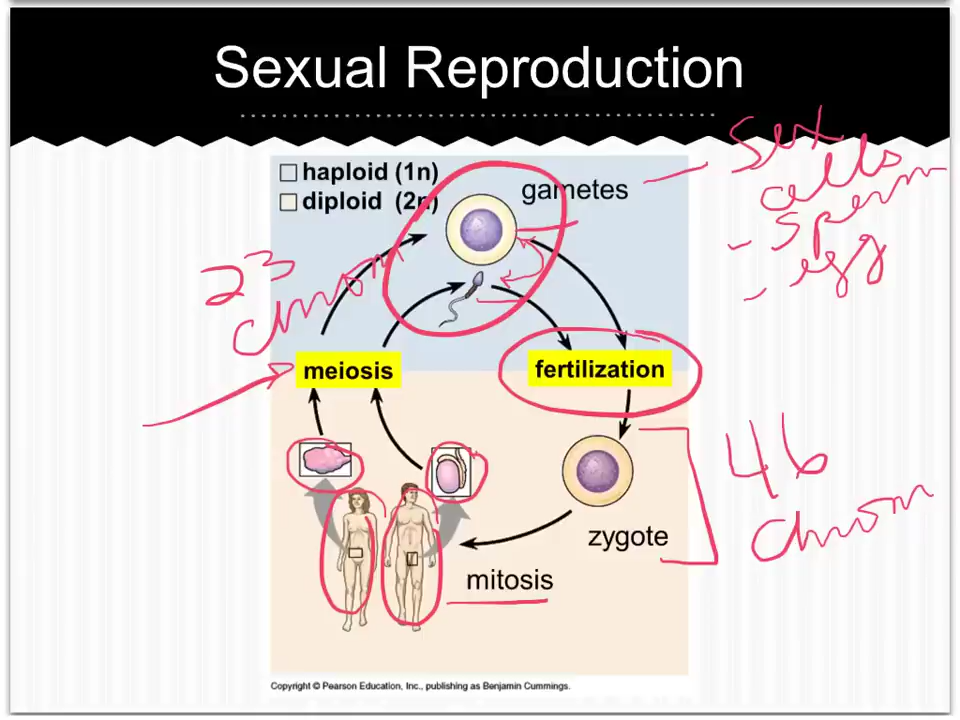 Sexual Reproduction
haploid (1n)
diploid (2n)
gametes
sex
cells
- sperm
- egg
23
chrom
meiosis
fertilization
46
chrom
zygote
mitosis
Copyright © Pearson Education, Inc., publishing as Benjamin Cummings.